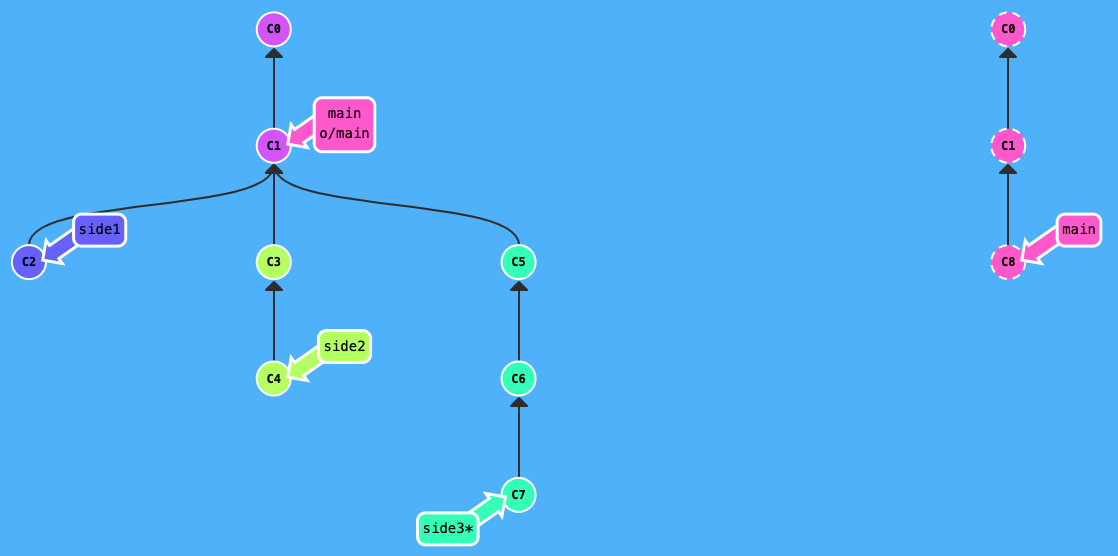 C0
C0
main
o/main
C1
C1
side1
main
C2
C3
C5
C8
side2
C4
C6
C7
side3*